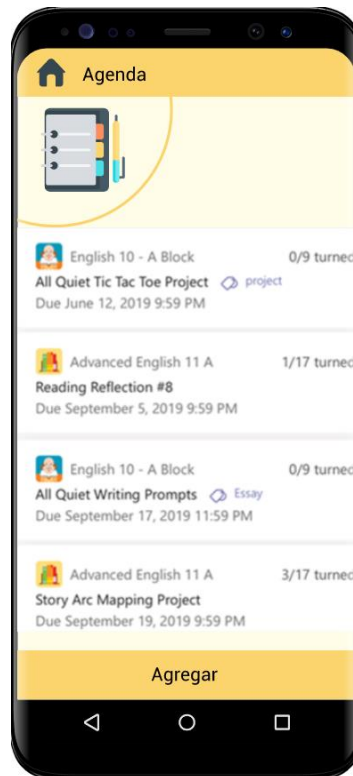 Agenda
English 10 - A Block 0/9 turned
All Quiet Tic Tac Toe Project project
Due June 12, 2019 9:59 PM
Advanced English 11 A 1/17 turned
Reading Reflection #8
Due September 5, 2019 9:59 PM
English 10 - A Block 0/9 turned
All Quiet Writing Prompts Essay
Due September 17, 2019 11:59 PM
Advanced English 11 A 3/17 turned
Story Arc Mapping Project
Due September 19, 2019 9:59 PM
Agregar